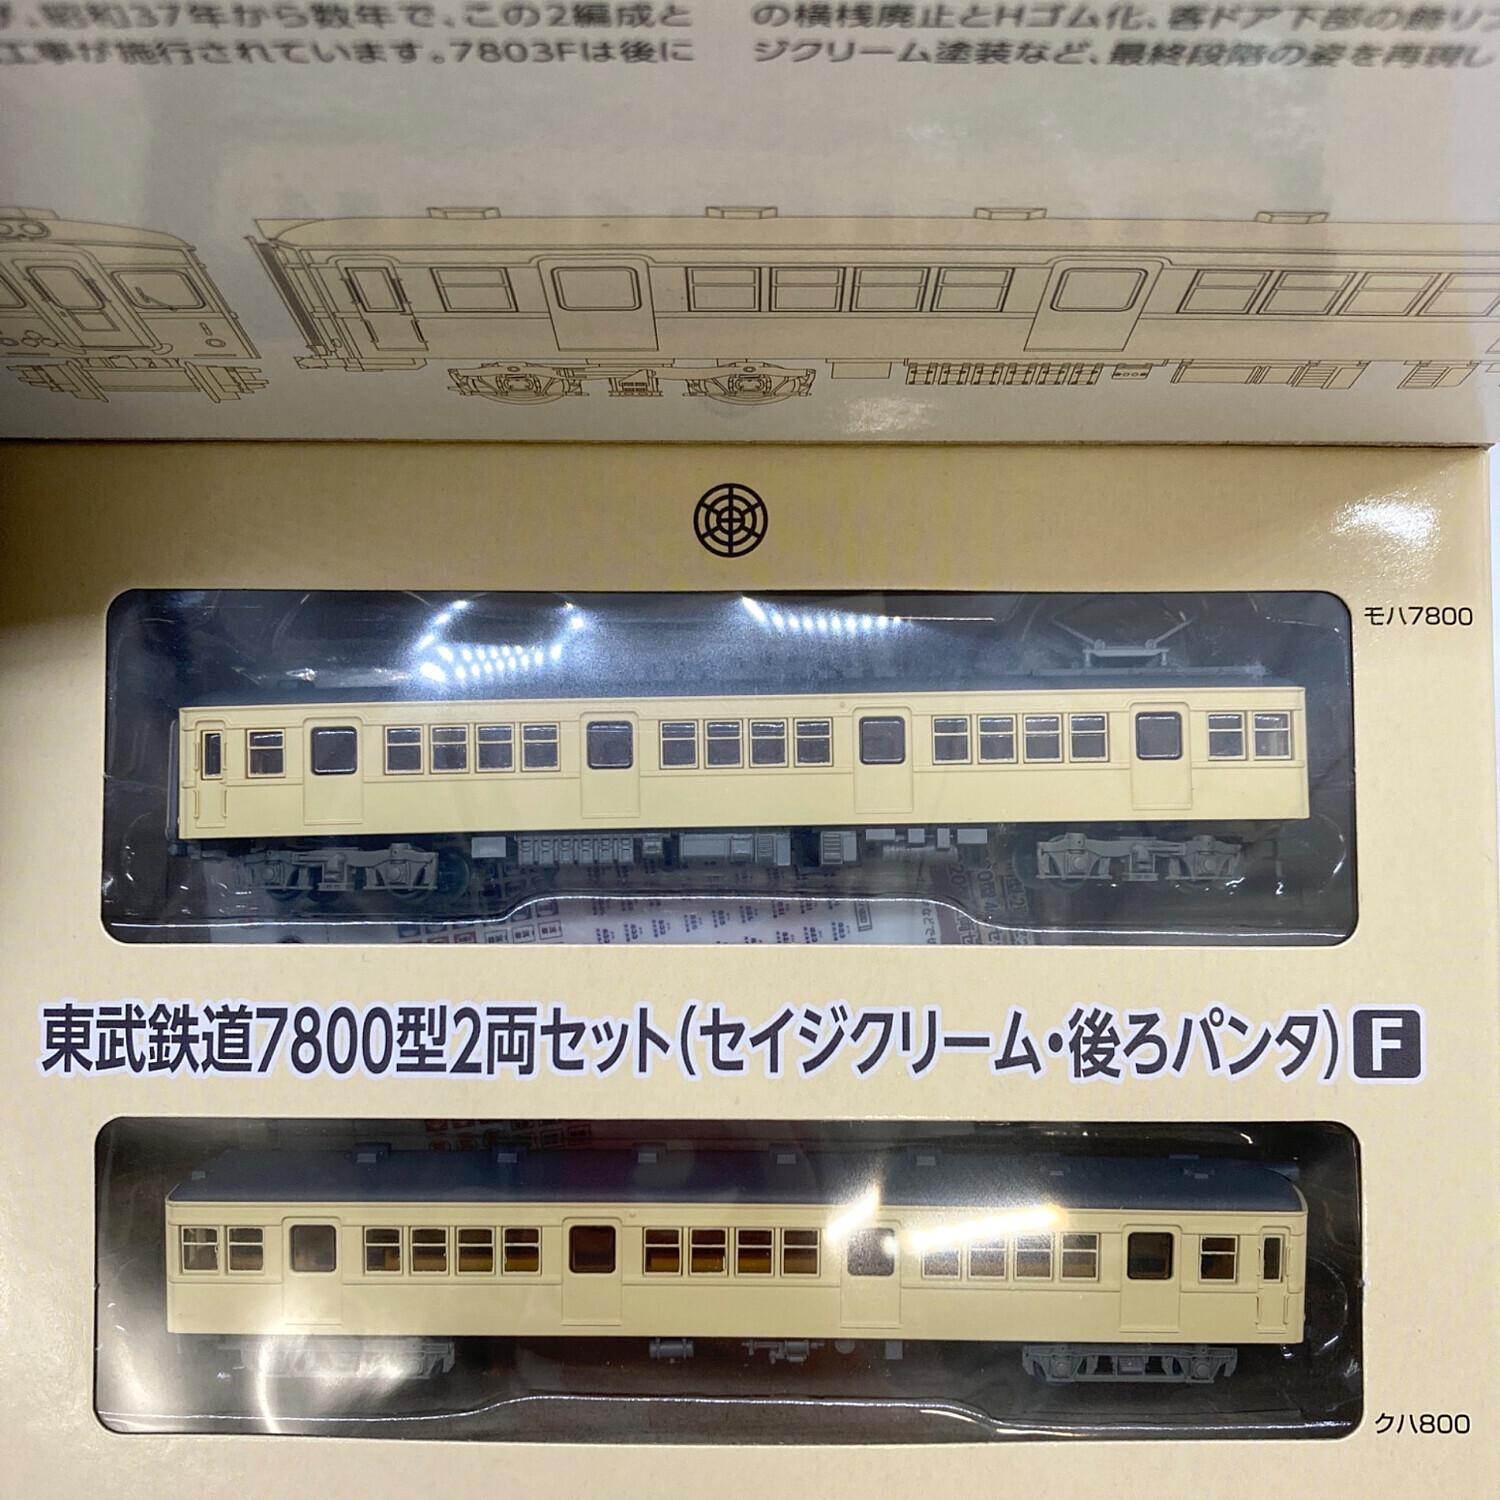 、昭和37年から数年で、この2編成と
工事が施行されています。7803Fは後に
の横桟廃止とHゴム化、客ドア下部の飾り
ジクリーム塗装など、最終段階の姿を再現し
モハ7800
東武鉄道7800型2両セット(セイジクリーム・後ろパンタ) F
クハ800